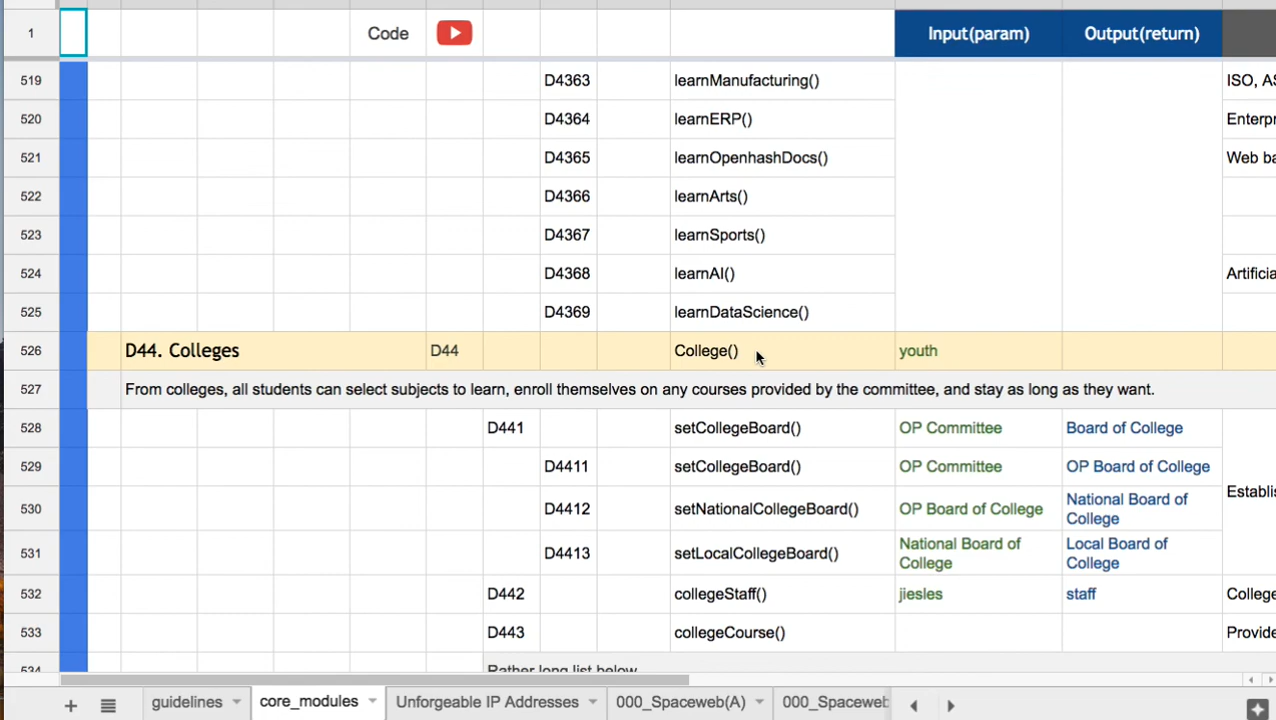 1 Code Input(param) Output(return)
519 D4363 learnManufacturing() ISO, AS
520 D4364 learnERP() Enterpr
521 D4365 learnOpenhashDocs() Web ba
522 D4366 learnArts()
523 D4367 learnSports()
524 D4368 learnAI() Artificia
525 D4369 learnDataScience()
526 D44. Colleges D44 College() youth
527 From colleges, all students can select subjects to learn, enroll themselves on any courses provided by the committee, and stay as long as they want.
528 D441 setCollegeBoard() OP Committee Board of College
529 D4411 setCollegeBoard() OP Committee OP Board of College
Establis
530 D4412 setNationalCollegeBoard() OP Board of College National Board of
College
531 D4413 setLocalCollegeBoard() National Board of Local Board of
College College
532 D442 collegeStaff() jiesles staff College
533 D443 collegeCourse() Provide
534 Rather long list below
+ guidelines core_modules Unforgeable IP Addresses 000_Spaceweb(A) 000_Spaceweb